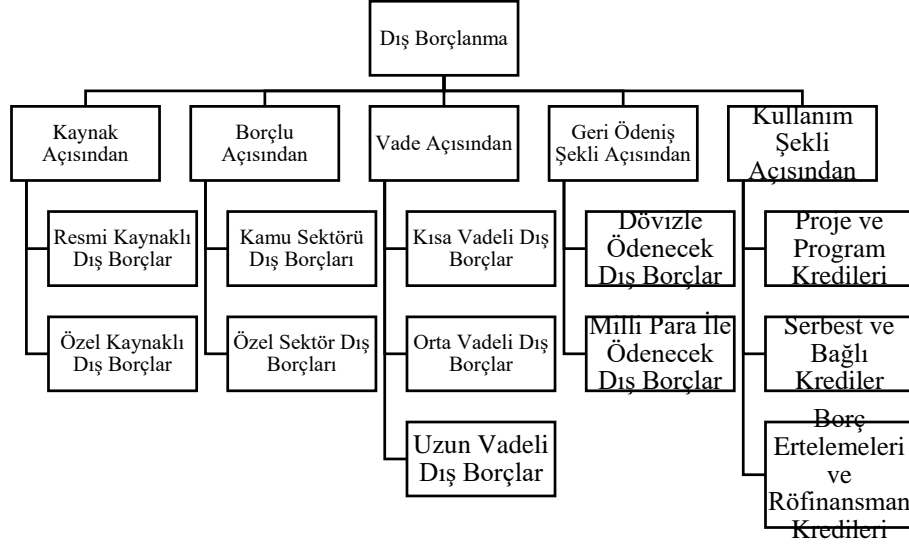 Dış Borçlanma
Kaynak
Açısından
Resmi Kaynaklı
Dış Borçlar
Özel Kaynaklı
Dış Borçlar
Borçlu
Açısından
Kamu Sektörü
Dış Borçları
Özel Sektör Dış
Borçları
Vade Açısından
Kısa Vadeli Dış
Borçlar
Orta Vadeli Dış
Borçlar
Uzun Vadeli
Dış Borçlar
Geri Ödeniş
Şekli Açısından
Dövizle
Ödenecek
Dış Borçlar
Milli Para İle
Ödenecek
Dış Borçlar
Kullanım
Şekli
Açısından
Proje ve
Program
Kredileri
Serbest ve
Bağlı
Krediler
Borç
Ertelemeleri
ve
Röfinansman
Kredileri